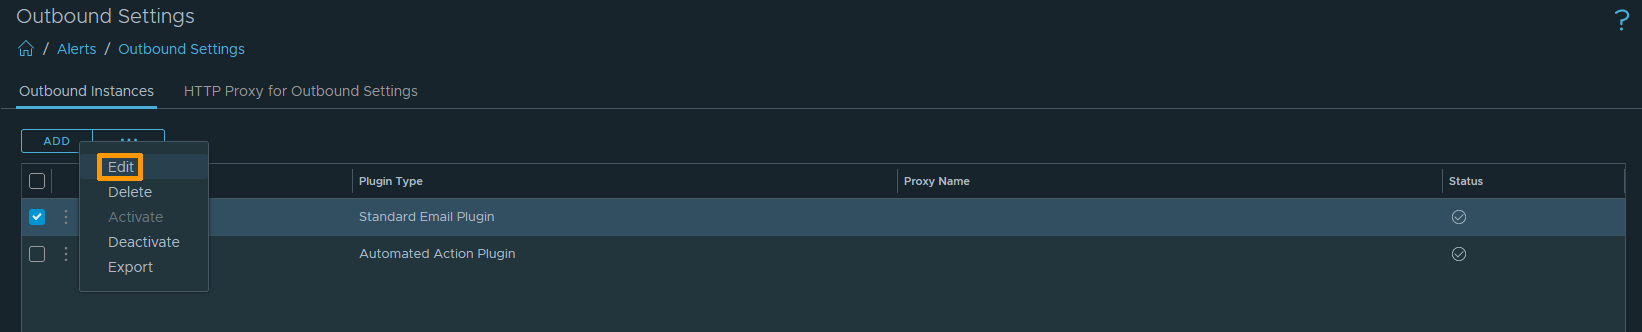 Outbound Settings
?
/ Alerts / Outbound Settings
Outbound Instances HTTP Proxy for Outbound Settings
ADD ...
Edit
Delete
Activate
Deactivate
Export
Plugin Type Proxy Name Status
Standard Email Plugin
Automated Action Plugin